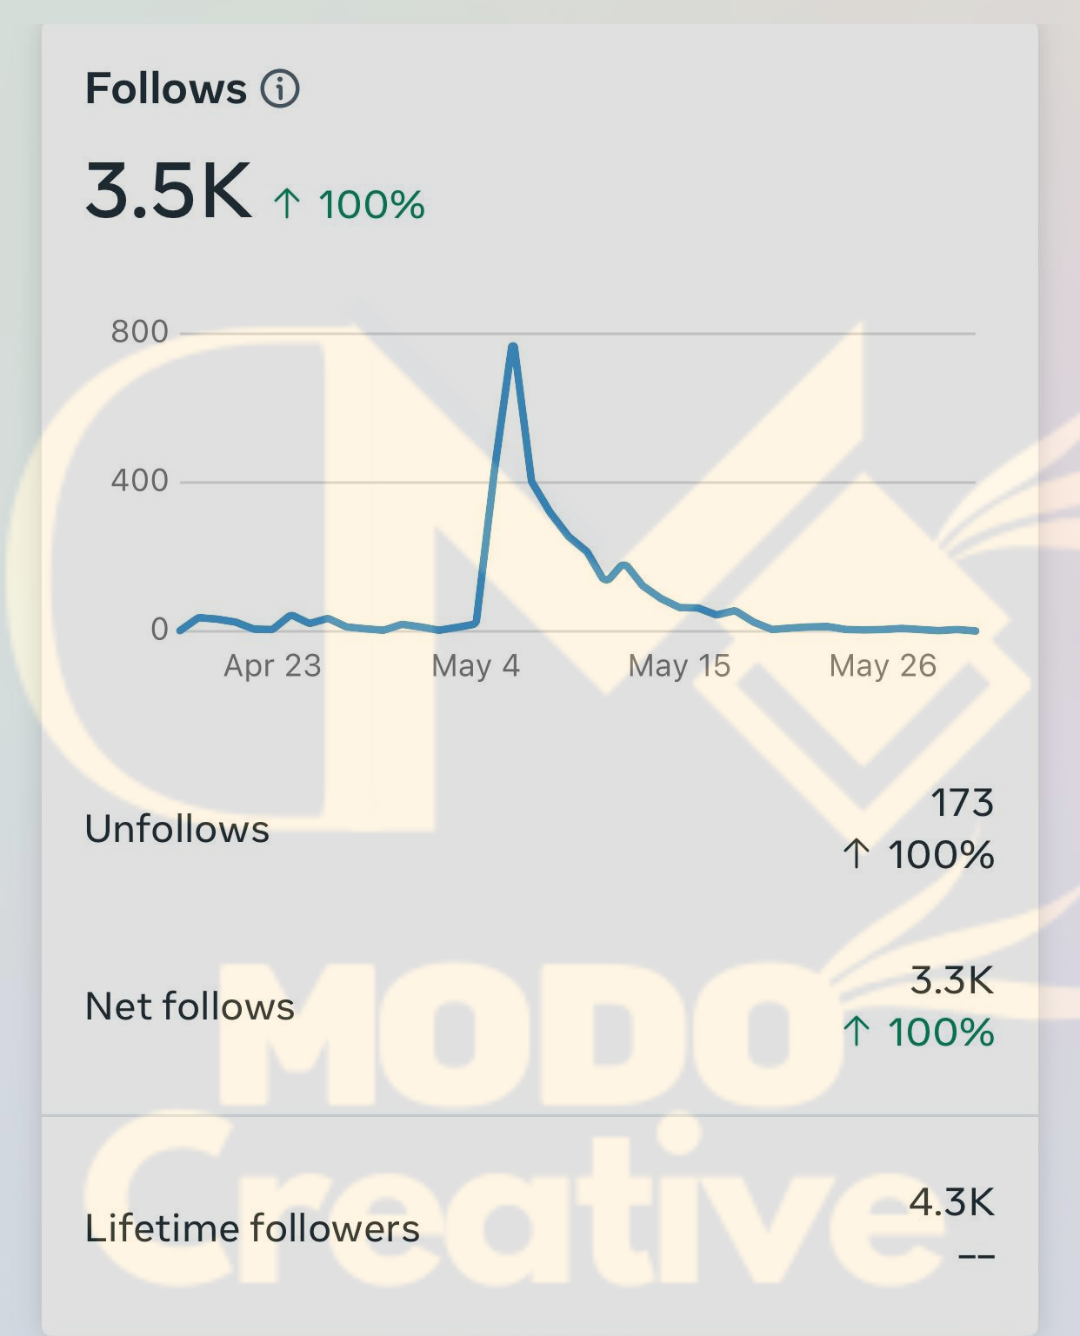 Follows
3.5K ↑ 100%
800
400
0
Apr 23 May 4 May 15 May 26
Unfollows
173
↑ 100%
Net follows
3.3K
↑ 100%
Lifetime followers
4.3K
--
MODO
Creative